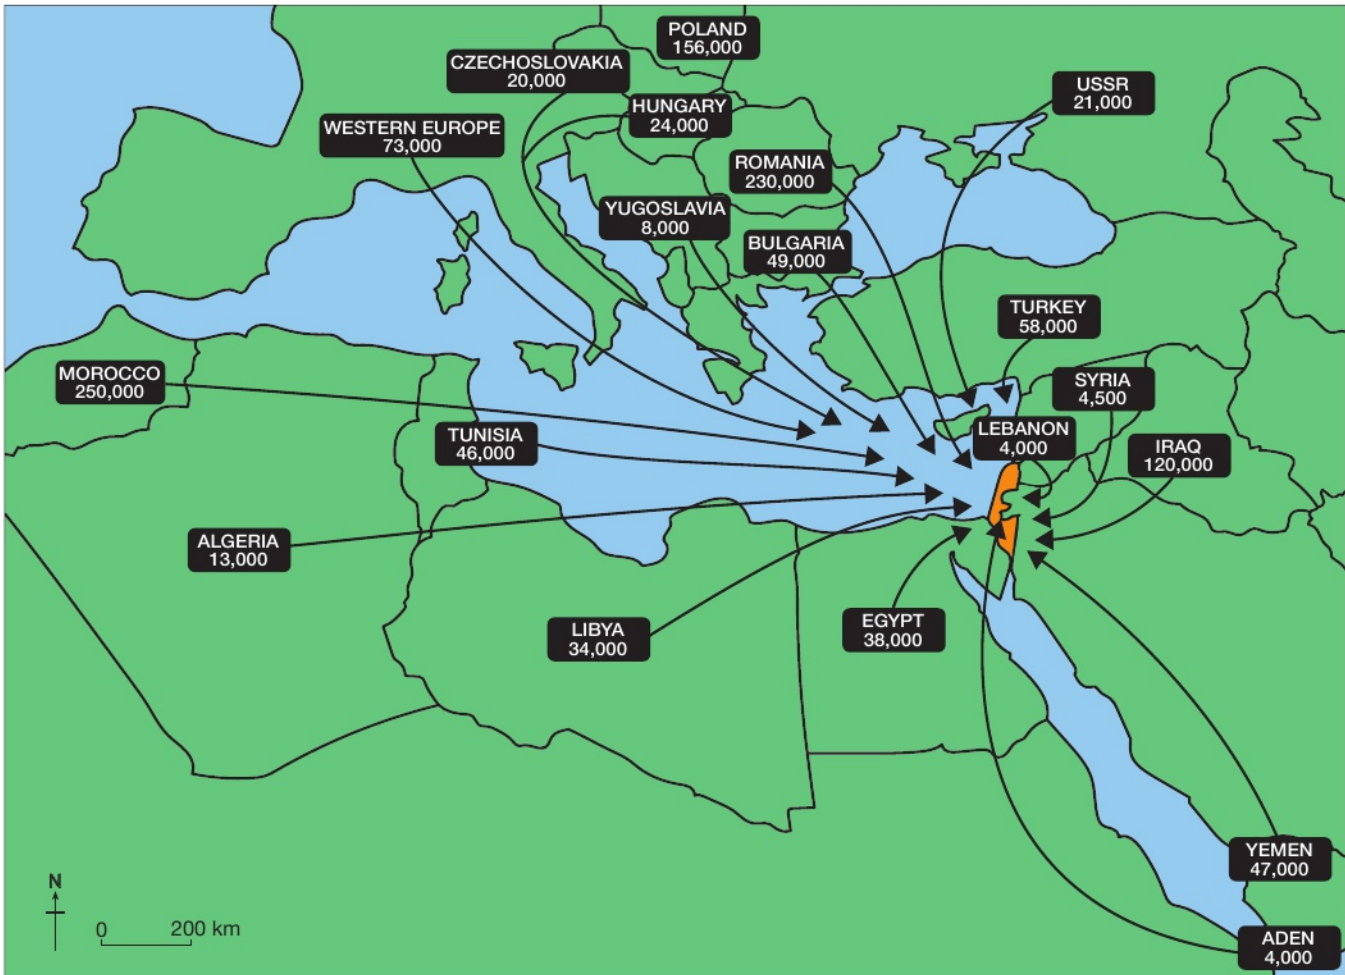 POLAND
156,000
CZECHOSLOVAKIA
20,000
USSR
21,000
HUNGARY
24,000
WESTERN EUROPE
73,000
ROMANIA
230,000
YUGOSLAVIA
8,000
BULGARIA
49,000
TURKEY
58,000
MOROCCO
250,000
SYRIA
4,500
TUNISIA
46,000
LEBANON
4,000
IRAQ
120,000
ALGERIA
13,000
LIBYA
34,000
EGYPT
38,000
YEMEN
47,000
ADEN
4,000
N
0 200 km